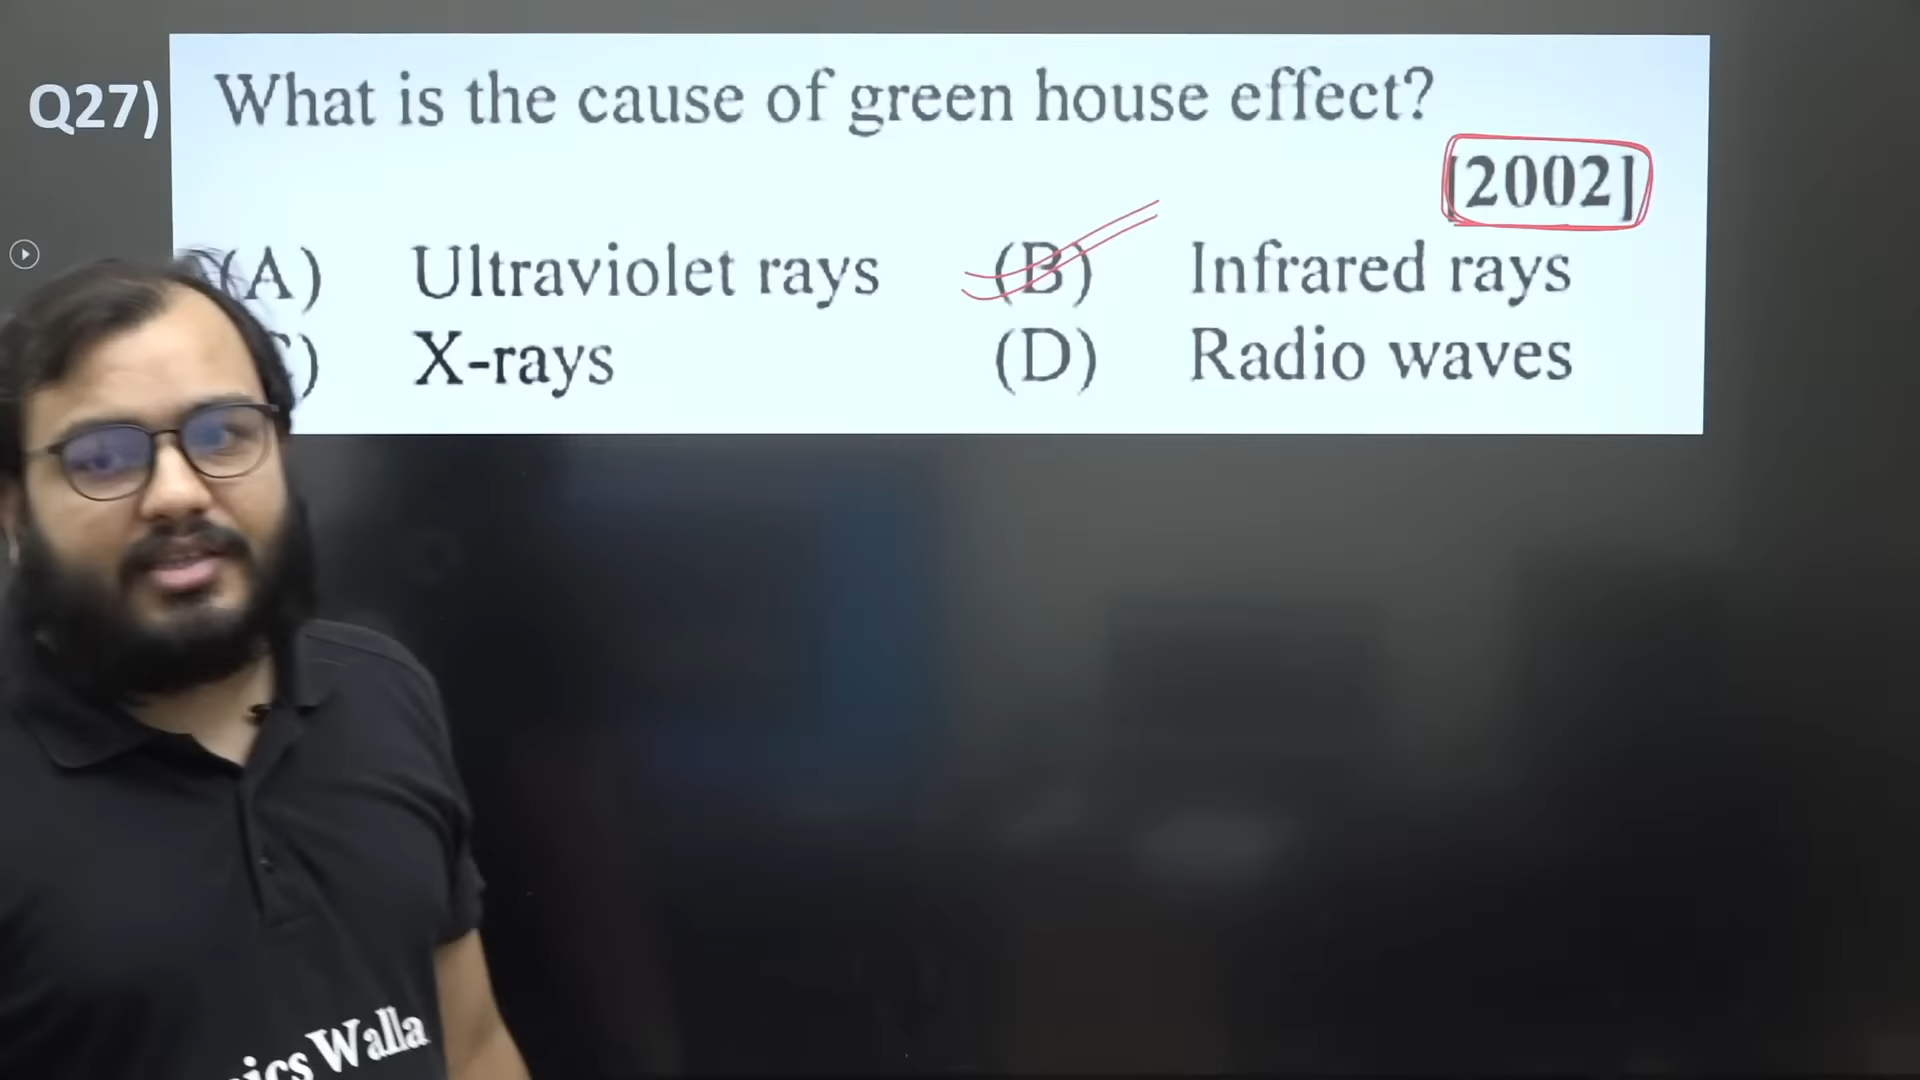 Q27) What is the cause of green house effect?
[2002]
(A) Ultraviolet rays (B) Infrared rays
X-rays (D) Radio waves
Walla